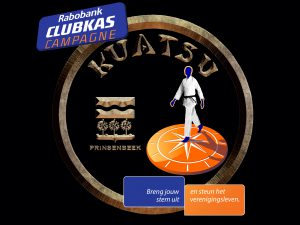 Rabobank
CLUBKAS
CAMPAGNE
KUATSU
PRINSENBEEK
Breng jouw
stem uit
en steun het
verenigingsleven.